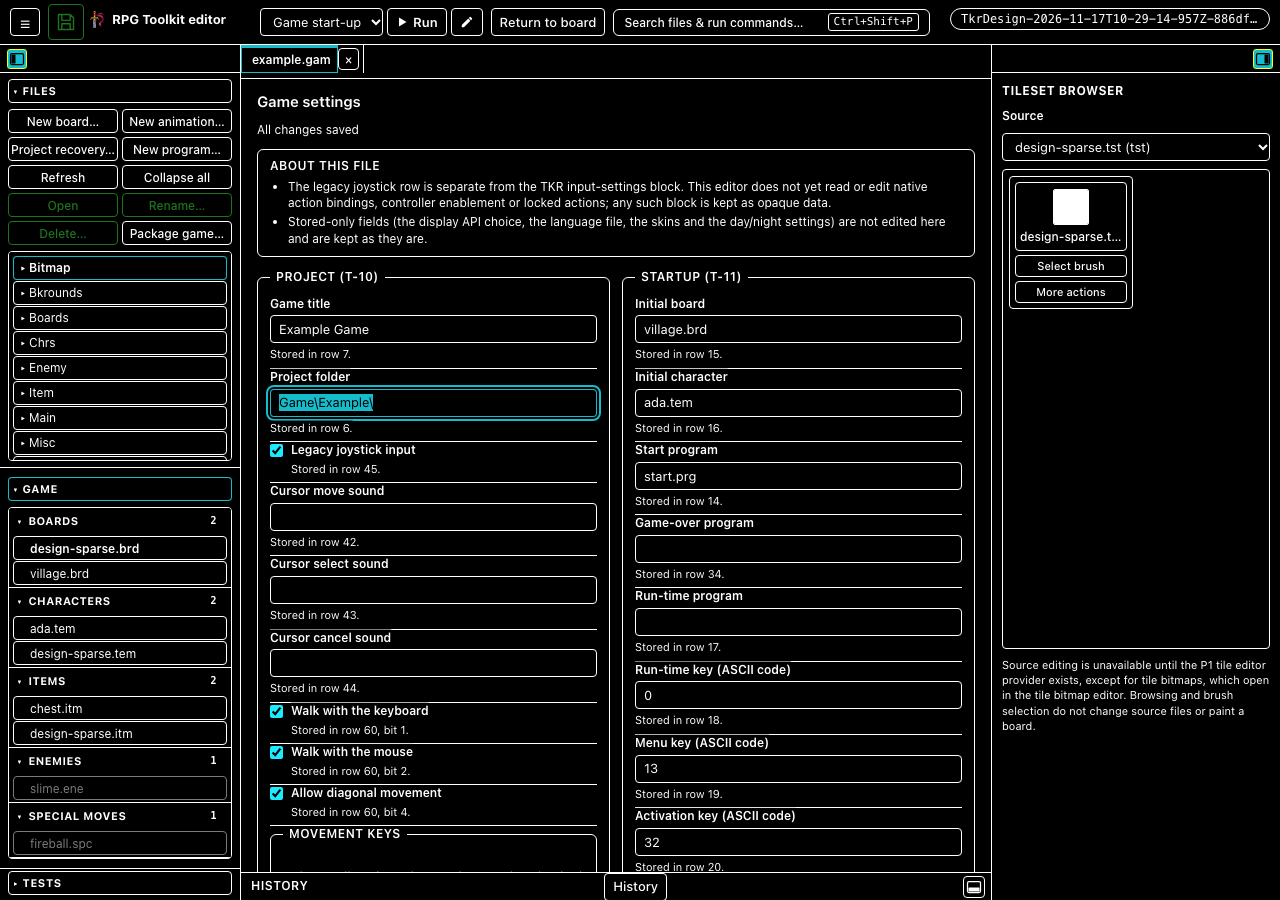 RPG Toolkit editor
Game start-up
Run
Return to board
Search files & run commands...
Ctrl+Shift+P
TkrDesign-2026-11-17T10-29-14-957Z-886df…
FILES
New board...
New animation...
Project recovery...
New program...
Refresh
Collapse all
Open
Rename...
Delete...
Package game...
Bitmap
Bkrounds
Boards
Chrs
Enemy
Item
Main
Misc
GAME
BOARDS 2
design-sparse.brd
village.brd
CHARACTERS 2
ada.tem
design-sparse.tem
ITEMS 2
chest.itm
design-sparse.itm
ENEMIES 1
slime.ene
SPECIAL MOVES 1
fireball.spc
TESTS
example.gam x
Game settings
All changes saved
ABOUT THIS FILE
• The legacy joystick row is separate from the TKR input-settings block. This editor does not yet read or edit native
action bindings, controller enablement or locked actions; any such block is kept as opaque data.
• Stored-only fields (the display API choice, the language file, the skins and the day/night settings) are not edited here
and are kept as they are.
PROJECT (T-10)
Game title
Example Game
Stored in row 7.
Project folder
Game\Example\
Stored in row 6.
Legacy joystick input
Stored in row 45.
Cursor move sound
Stored in row 42.
Cursor select sound
Stored in row 43.
Cursor cancel sound
Stored in row 44.
Walk with the keyboard
Stored in row 60, bit 1.
Walk with the mouse
Stored in row 60, bit 2.
Allow diagonal movement
Stored in row 60, bit 4.
MOVEMENT KEYS
STARTUP (T-11)
Initial board
village.brd
Stored in row 15.
Initial character
ada.tem
Stored in row 16.
Start program
start.prg
Stored in row 14.
Game-over program
Stored in row 34.
Run-time program
Stored in row 17.
Run-time key (ASCII code)
0
Stored in row 18.
Menu key (ASCII code)
13
Stored in row 19.
Activation key (ASCII code)
32
Stored in row 20.
HISTORY
History
TILESET BROWSER
Source
design-sparse.tst (tst)
design-sparse.t...
Select brush
More actions
Source editing is unavailable until the P1 tile editor
provider exists, except for tile bitmaps, which open
in the tile bitmap editor. Browsing and brush
selection do not change source files or paint a
board.